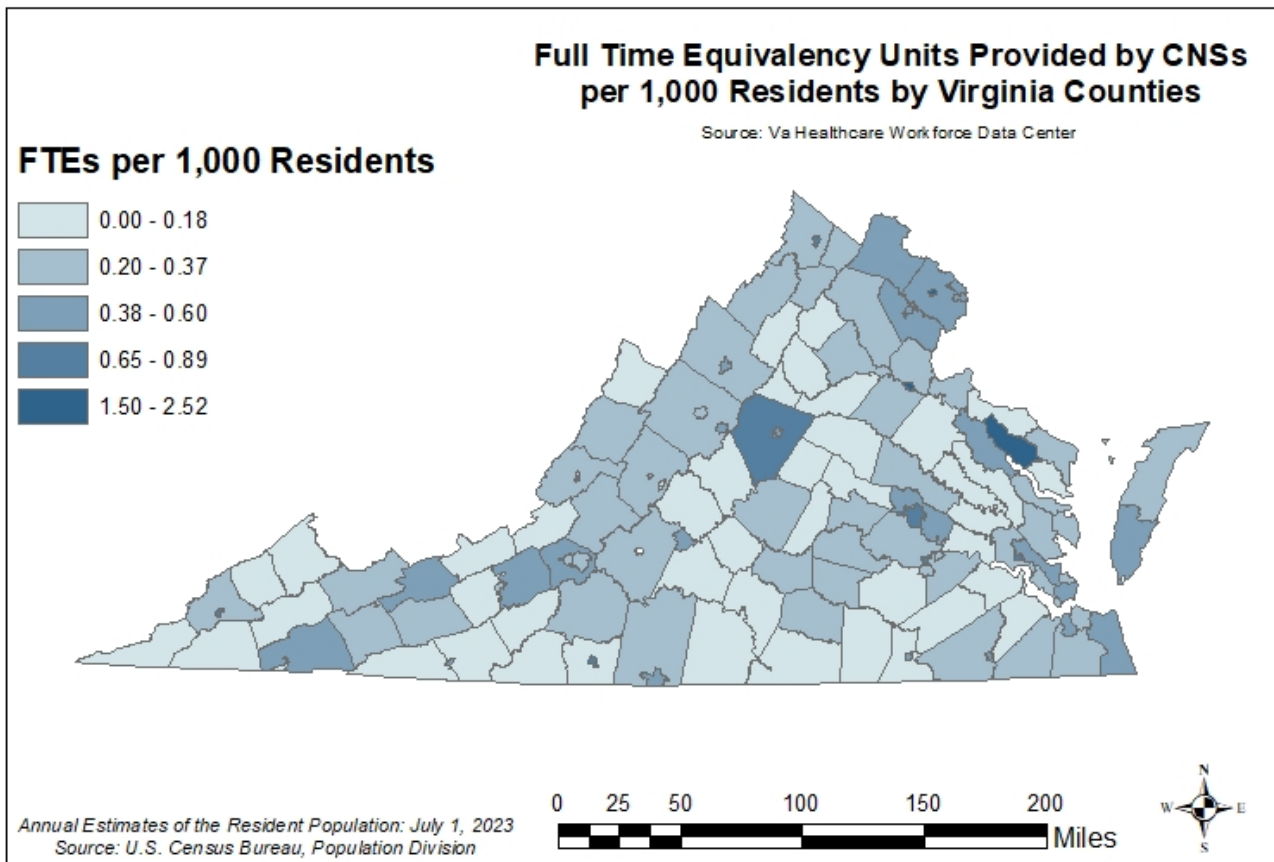 Full Time Equivalency Units Provided by CNSs
per 1,000 Residents by Virginia Counties
Source: Va Healthcare Workforce Data Center
FTEs per 1,000 Residents
0.00 - 0.18
0.20 - 0.37
0.38 - 0.60
0.65 - 0.89
1.50 - 2.52
Annual Estimates of the Resident Population: July 1, 2023
Source: U.S. Census Bureau, Population Division
0 25 50 100 150 200
Miles
N
W E
S